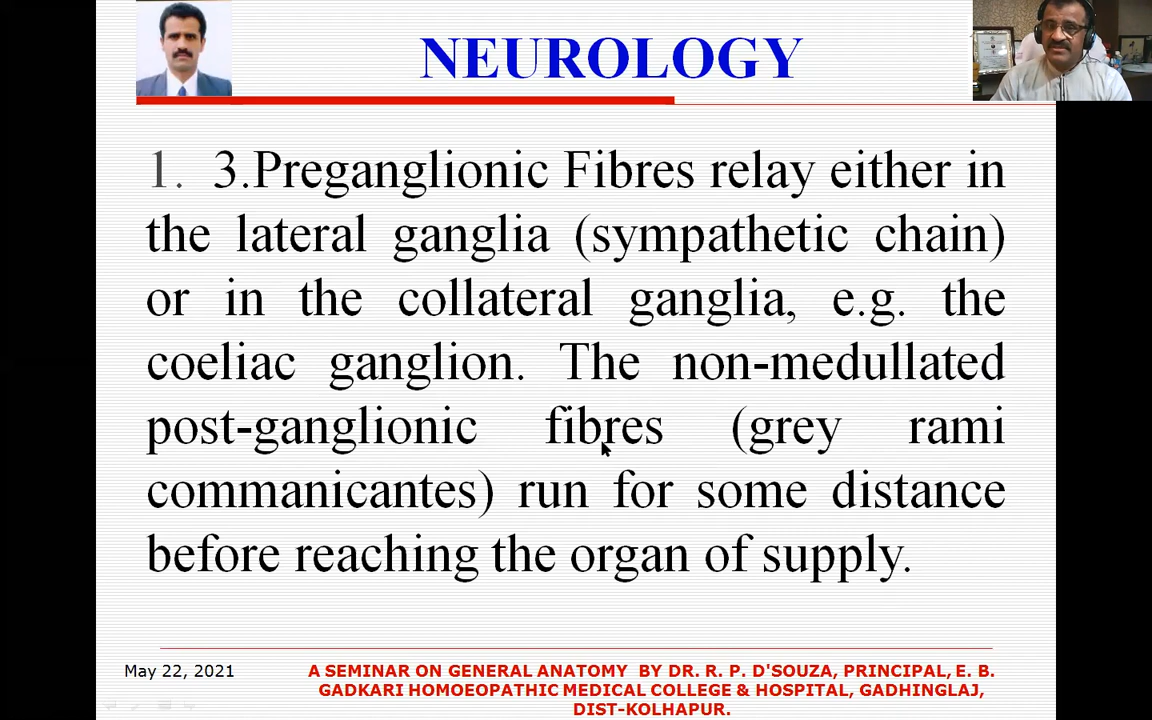 NEUROLOGY
1. 3.Preganglionic Fibres relay either in
the lateral ganglia (sympathetic chain)
or in the collateral ganglia, e.g. the
coeliac ganglion. The non-medullated
post-ganglionic fibres (grey rami
commanicantes) run for some distance
before reaching the organ of supply.
May 22, 2021
A SEMINAR ON GENERAL ANATOMY BY DR. R. P. D'SOUZA, PRINCIPAL, E. B.
GADKARI HOMOEOPATHIC MEDICAL COLLEGE & HOSPITAL, GADHINGLAJ,
DIST-KOLHAPUR.